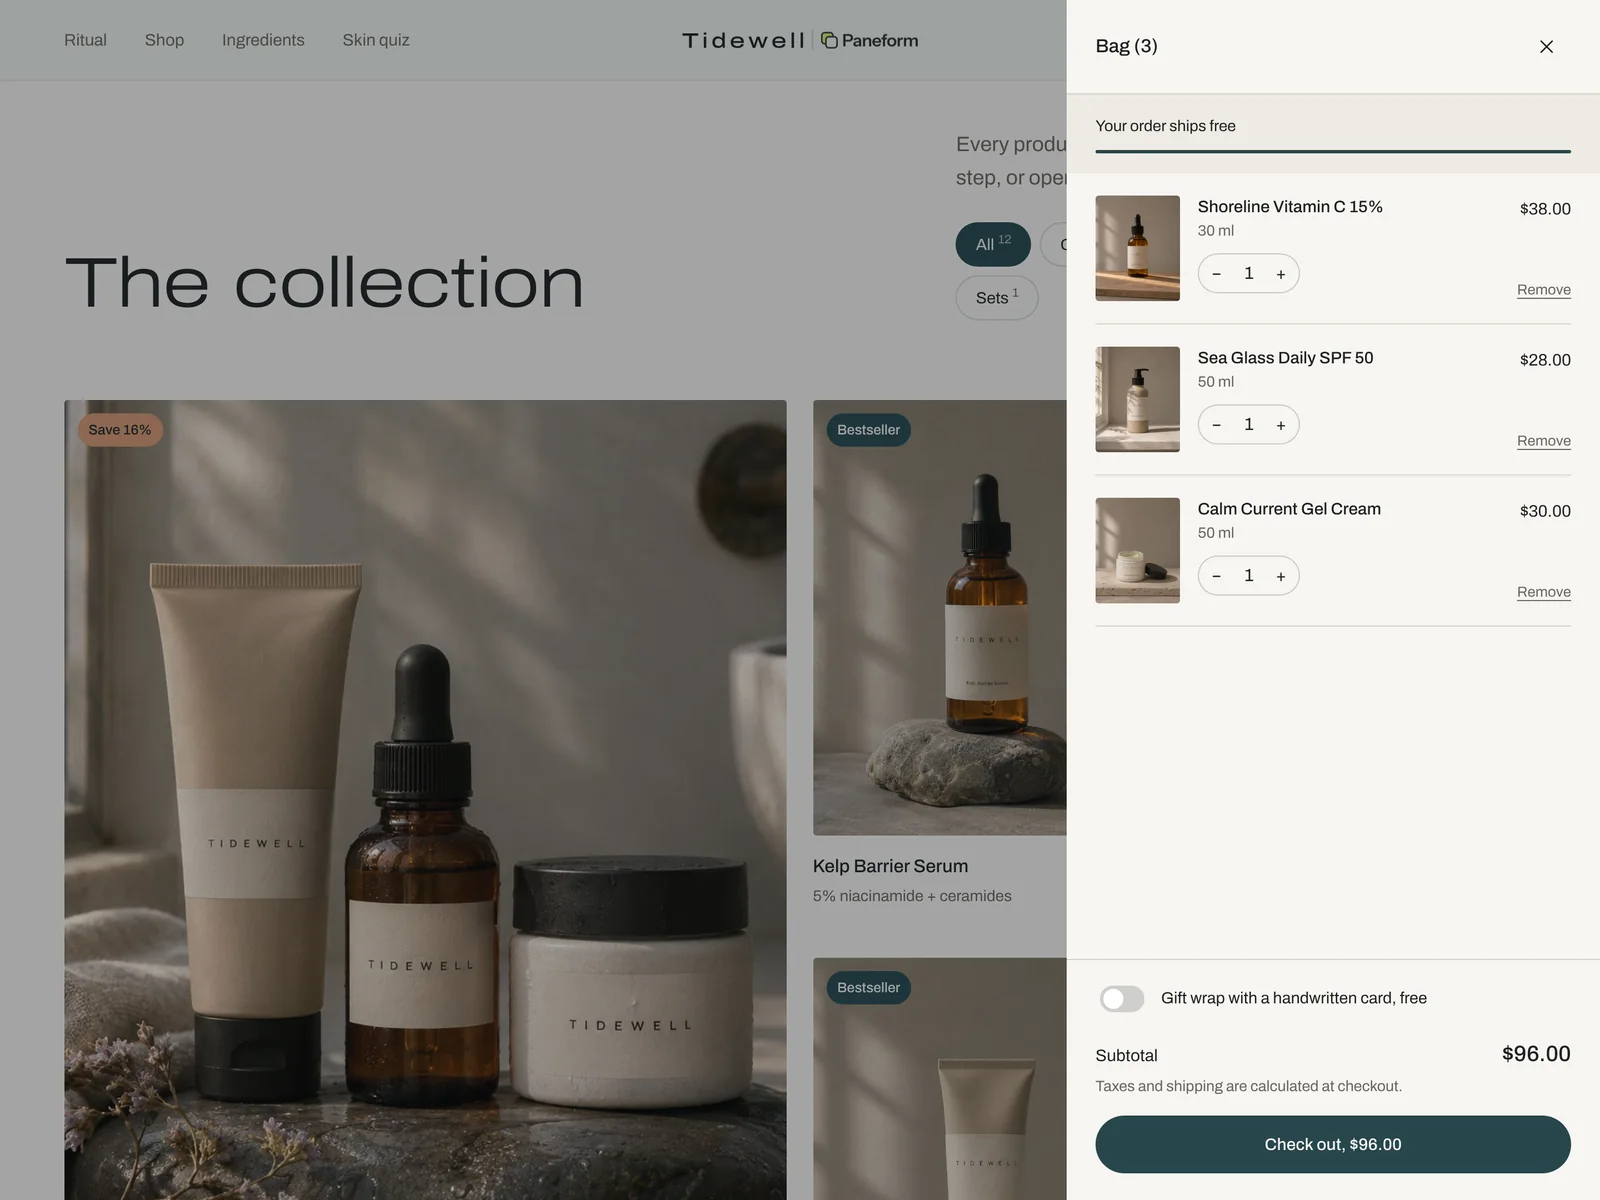 Ritual
Shop
Ingredients
Skin quiz
Tidewell
Paneform
Every produ
step, or oper
All 12
Sets 1
The collection
Save 16%
TIDEWELL
TIDEWELL
TIDEWELL
Bestseller
TIDEWELL
Kelp Barrier Serum
Kelp Barrier Serum
5% niacinamide + ceramides
Bestseller
TIDEWELL
Bag (3)
Your order ships free
Shoreline Vitamin C 15%
$38.00
30 ml
− 1 +
Remove
Sea Glass Daily SPF 50
$28.00
50 ml
− 1 +
Remove
Calm Current Gel Cream
$30.00
50 ml
− 1 +
Remove
Gift wrap with a handwritten card, free
Subtotal
$96.00
Taxes and shipping are calculated at checkout.
Check out, $96.00